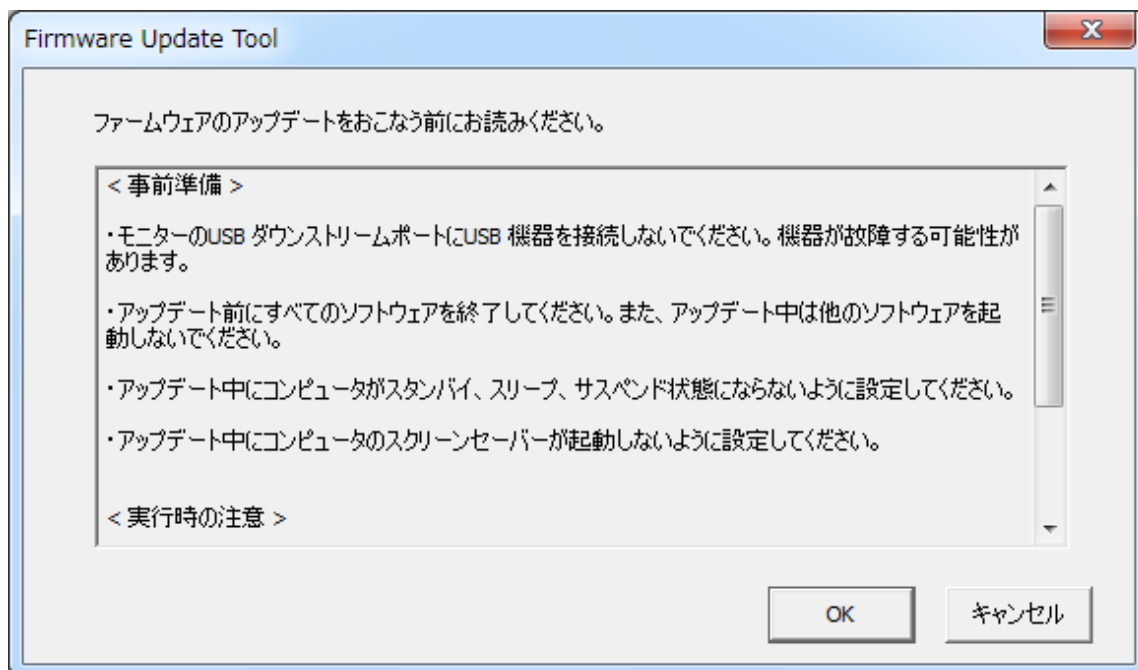 Firmware Update Tool
ファームウェアのアップデートをおこなう前にお読みください。
< 事前準備 >
・モニターのUSB ダウンストリームポートにUSB 機器を接続しないでください。機器が故障する可能性が
あります。
・アップデート前にすべてのソフトウェアを終了してください。また、アップデート中は他のソフトウェアを起
動しないでください。
・アップデート中にコンピュータがスタンバイ、スリープ、サスペンド状態にならないように設定してください。
・アップデート中にコンピュータのスクリーンセーバーが起動しないように設定してください。
< 実行時の注意 >
OK
キャンセル